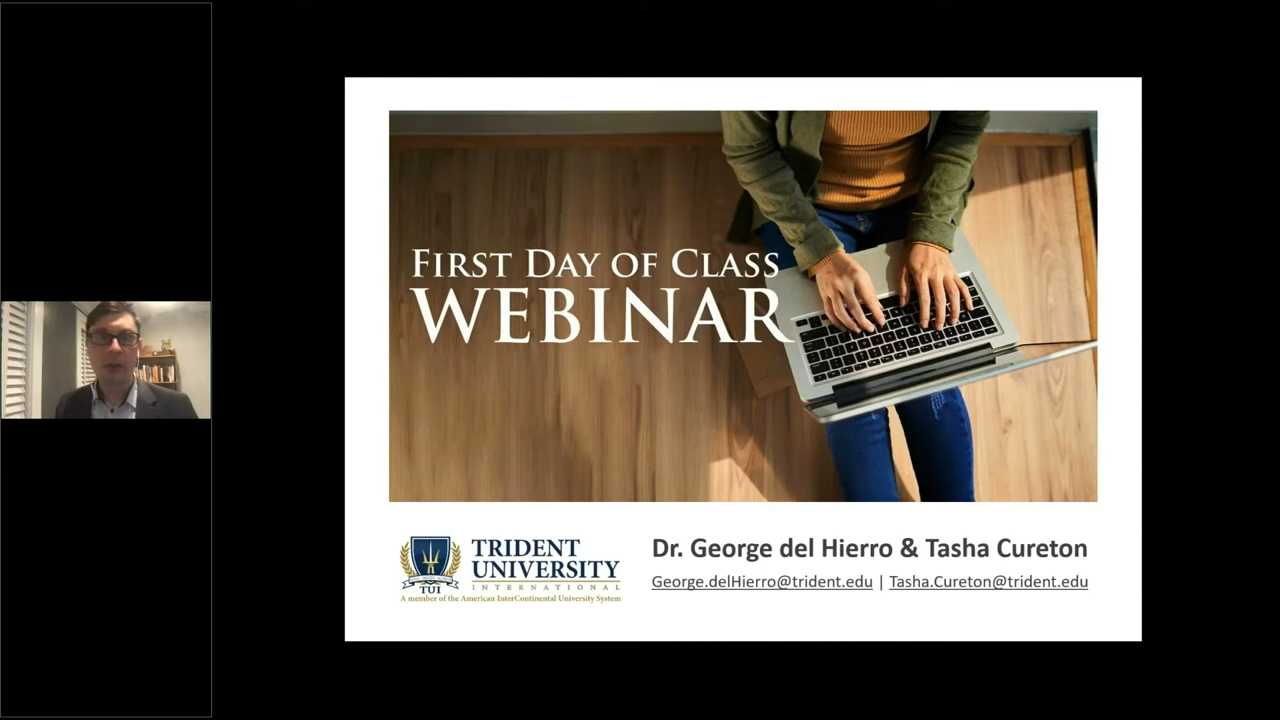 FIRST DAY OF CLASS
WEBINAR
TRIDENT
UNIVERSITY
INTERNATIONAL
A member of the American InterContinental University System
TUI
Dr. George del Hierro & Tasha Cureton
George.delHierro@trident.edu | Tasha.Cureton@trident.edu